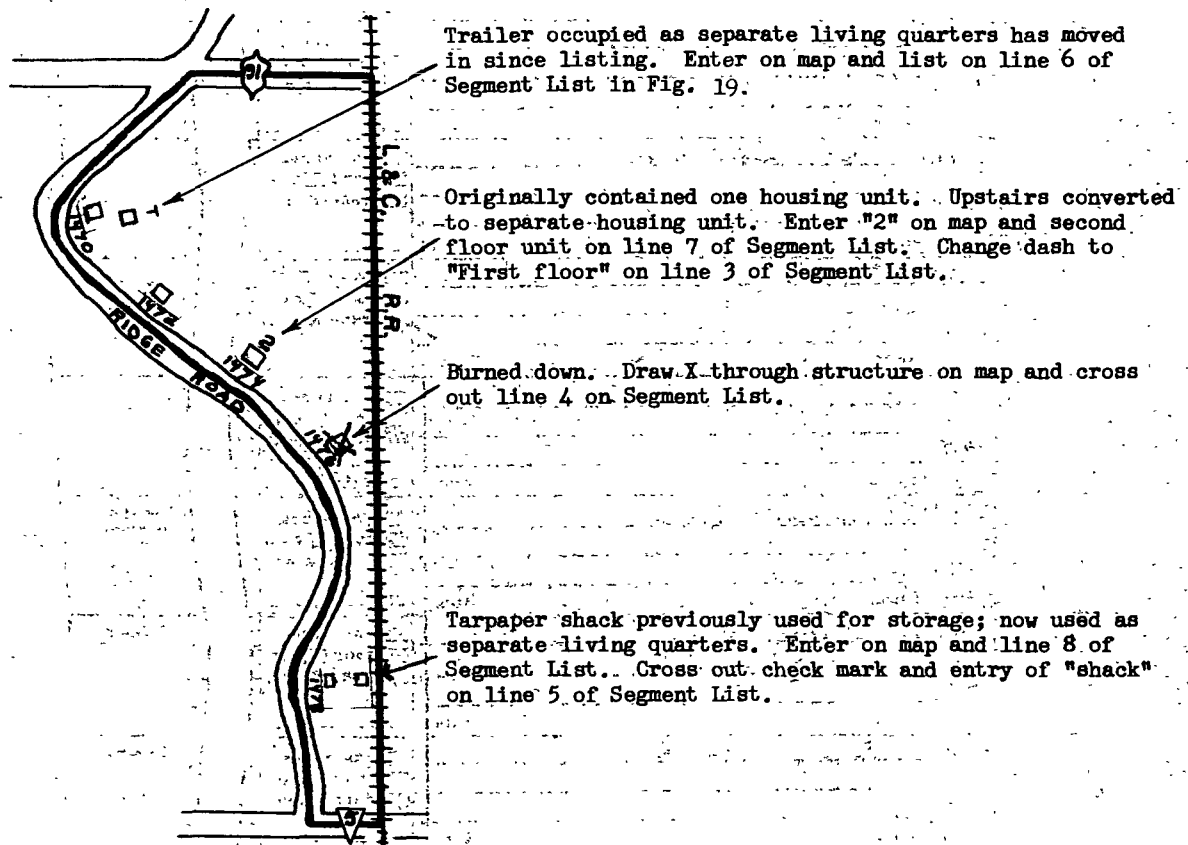 Trailer occupied as separate living quarters has moved
in since listing. Enter on map and list on line 6 of
Segment List in Fig. 19.
Originally contained one housing unit. Upstairs converted
to separate housing unit. Enter "2" on map and second
floor unit on line 7 of Segment List. Change dash to
"First floor" on line 3 of Segment List.
Burned down. Draw X through structure on map and cross
out line 4 on Segment List.
Tarpaper shack previously used for storage; now used as
separate living quarters. Enter on map and line 8 of
Segment List. Cross out check mark and entry of "shack"
on line 5 of Segment List.
31
L. & C. R.R.
T
1470
1472
RIDGE ROAD
2
1474
1478
5